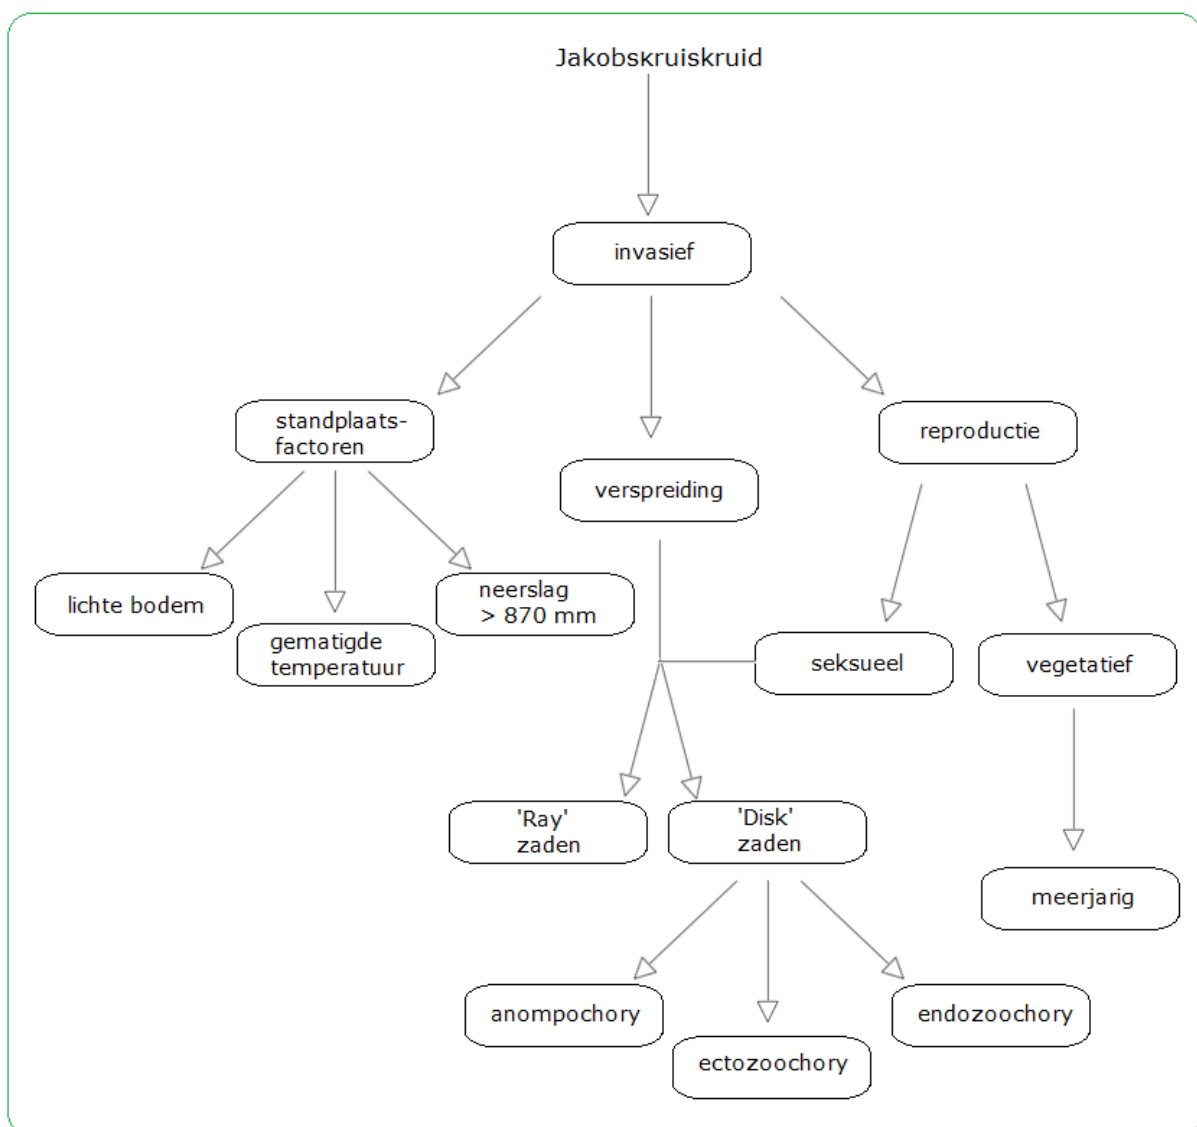 Jakobskruiskruid
invasief
standplaats-
factoren
verspreiding
reproductie
lichte bodem
gematigde
temperatuur
neerslag
> 870 mm
seksueel
vegetatief
'Ray'
zaden
'Disk'
zaden
meerjarig
anompochory
ectozoochory
endozoochory